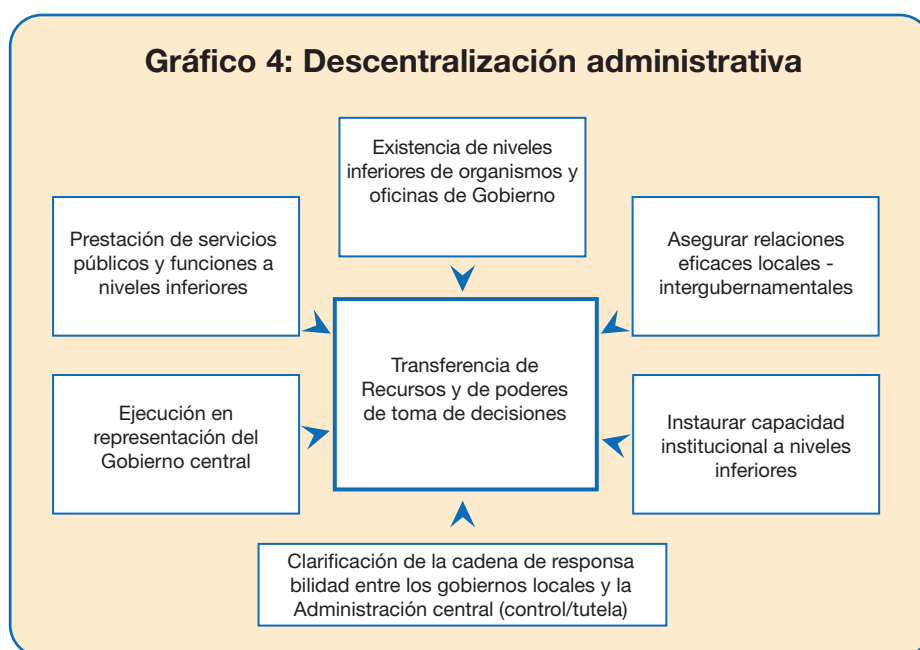 Gráfico 4: Descentralización administrativa
Existencia de niveles
inferiores de organismos y
oficinas de Gobierno
Prestación de servicios
públicos y funciones a
niveles inferiores
Asegurar relaciones
eficaces locales -
intergubernamentales
Transferencia de
Recursos y de poderes
de toma de decisiones
Ejecución en
representación del
Gobierno central
Instaurar capacidad
institucional a niveles
inferiores
Clarificación de la cadena de responsa
bilidad entre los gobiernos locales y la
Administración central (control/tutela)